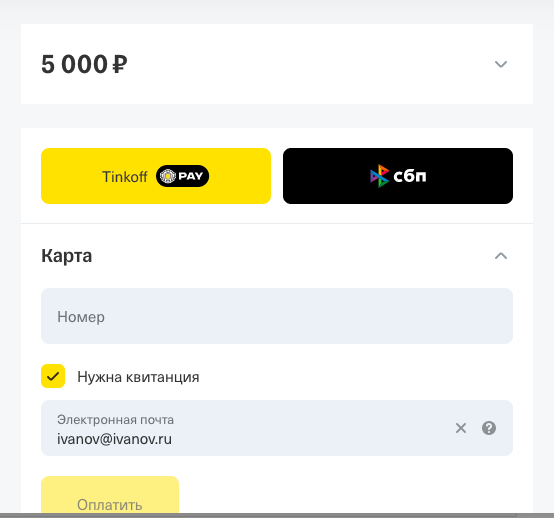 5 000 ₽
Tinkoff PAY
сбп
Карта
Номер
Нужна квитанция
Электронная почта
ivanov@ivanov.ru
Оплатить